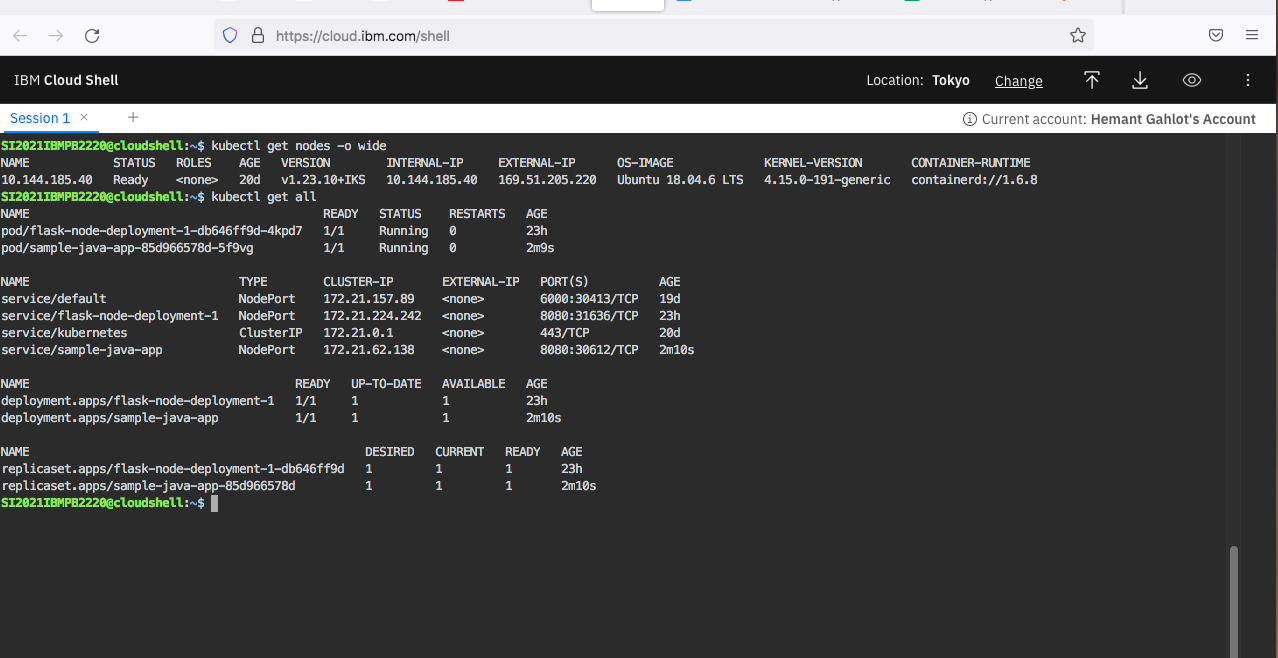 https://cloud.ibm.com/shell
IBM Cloud Shell
Location: Tokyo Change
Session 1 × +
Current account: Hemant Gahlot's Account
SI2021IBMPB2220@cloudshell:~$ kubectl get nodes -o wide
NAME STATUS ROLES AGE VERSION INTERNAL-IP EXTERNAL-IP OS-IMAGE KERNEL-VERSION CONTAINER-RUNTIME
10.144.185.40 Ready <none> 20d v1.23.10+IKS 10.144.185.40 169.51.205.220 Ubuntu 18.04.6 LTS 4.15.0-191-generic containerd://1.6.8
SI2021IBMPB2220@cloudshell:~$ kubectl get all
NAME READY STATUS RESTARTS AGE
pod/flask-node-deployment-1-db646ff9d-4kpd7 1/1 Running 0 23h
pod/sample-java-app-85d966578d-5f9vg 1/1 Running 0 2m9s
NAME TYPE CLUSTER-IP EXTERNAL-IP PORT(S) AGE
service/default NodePort 172.21.157.89 <none> 6000:30413/TCP 19d
service/flask-node-deployment-1 NodePort 172.21.224.242 <none> 8080:31636/TCP 23h
service/kubernetes ClusterIP 172.21.0.1 <none> 443/TCP 20d
service/sample-java-app NodePort 172.21.62.138 <none> 8080:30612/TCP 2m10s
NAME READY UP-TO-DATE AVAILABLE AGE
deployment.apps/flask-node-deployment-1 1/1 1 1 23h
deployment.apps/sample-java-app 1/1 1 1 2m10s
NAME DESIRED CURRENT READY AGE
replicaset.apps/flask-node-deployment-1-db646ff9d 1 1 1 23h
replicaset.apps/sample-java-app-85d966578d 1 1 1 2m10s
SI2021IBMPB2220@cloudshell:~$